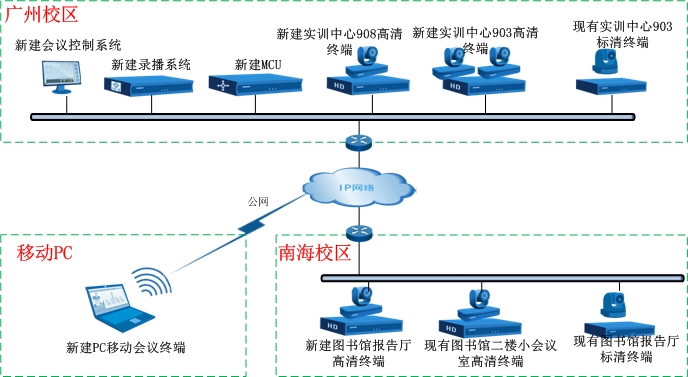 广州校区
新建会议控制系统
新建录播系统
新建MCU
新建实训中心908高清
终端
新建实训中心903高清
终端
现有实训中心903
标清终端
HD
HD
IP网络
公网
移动PC
新建PC移动会议终端
南海校区
HD
HD
新建图书馆报告厅
高清终端
现有图书馆二楼小会议
室高清终端
现有图书馆报告厅
标清终端